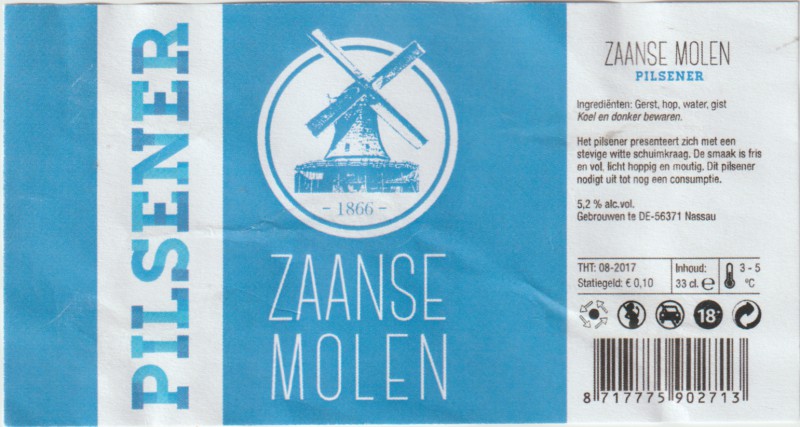 PILSENER
- 1866 -
ZAANSE
MOLEN
ZAANSE MOLEN
PILSENER
Ingrediënten: Gerst, hop, water, gist
Koel en donker bewaren.
Het pilsener presenteert zich met een
stevige witte schuimkraag. De smaak is fris
en vol, licht hoppig en moutig. Dit pilsener
nodigt uit tot nog een consumptie.
5,2 % alc.vol.
Gebrouwen te DE-56371 Nassau
THT: 08-2017
Statiegeld: € 0,10
Inhoud:
33 cl. ℮
3 - 5
°C
18+
8 717775 902713